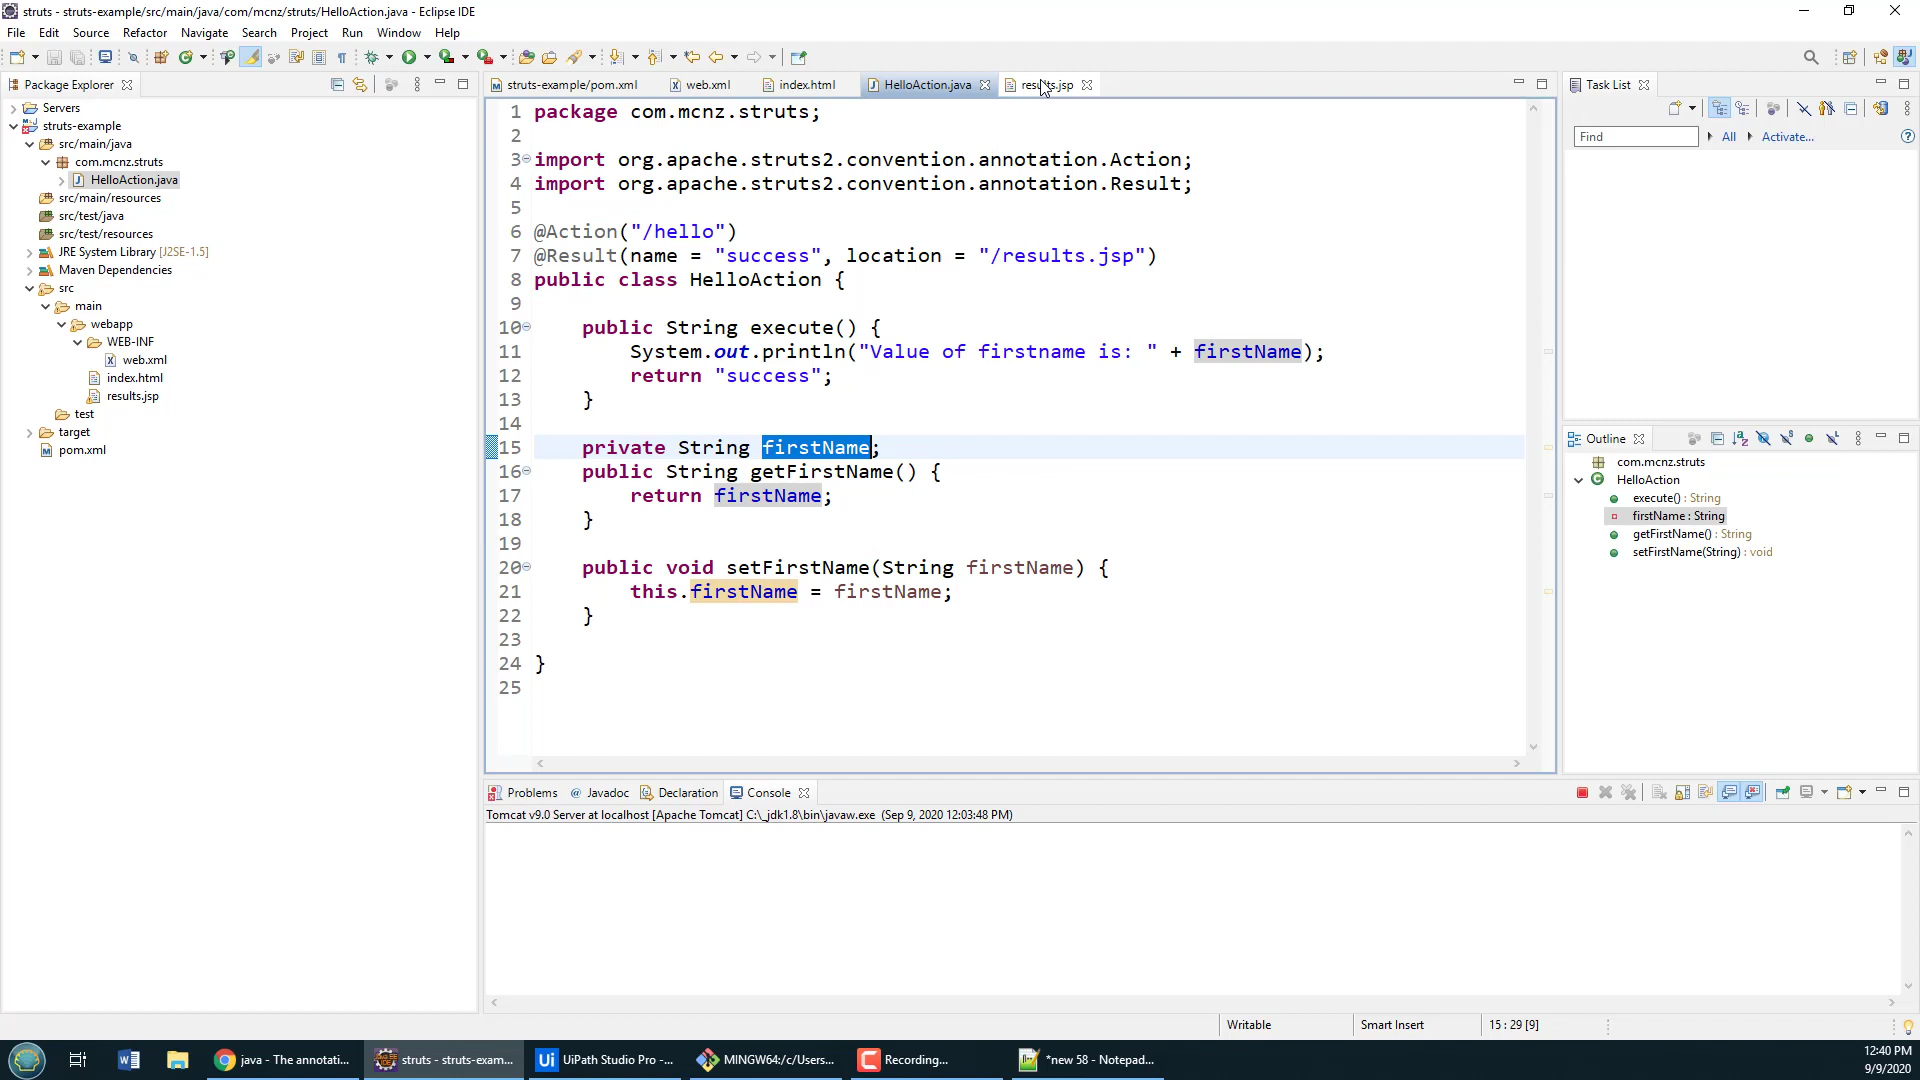 struts - struts-example/src/main/java/com/mcnz/struts/HelloAction.java - Eclipse IDE
File Edit Source Refactor Navigate Search Project Run Window Help
Package Explorer
Servers
struts-example
src/main/java
com.mcnz.struts
HelloAction.java
src/main/resources
src/test/java
src/test/resources
JRE System Library [J2SE-1.5]
Maven Dependencies
src
main
webapp
WEB-INF
web.xml
index.html
results.jsp
test
target
pom.xml
struts-example/pom.xml web.xml index.html HelloAction.java results.jsp
1 package com.mcnz.struts;
2
3 import org.apache.struts2.convention.annotation.Action;
4 import org.apache.struts2.convention.annotation.Result;
5
6 @Action("/hello")
7 @Result(name = "success", location = "/results.jsp")
8 public class HelloAction {
9
10 public String execute() {
11 System.out.println("Value of firstname is: " + firstName);
12 return "success";
13 }
14
15 private String firstName;
16 public String getFirstName() {
17 return firstName;
18 }
19
20 public void setFirstName(String firstName) {
21 this.firstName = firstName;
22 }
23
24 }
25
Task List
Find All Activate...
Outline
com.mcnz.struts
HelloAction
execute() : String
firstName : String
getFirstName() : String
setFirstName(String) : void
Problems Javadoc Declaration Console
Tomcat v9.0 Server at localhost [Apache Tomcat] C:\_jdk1.8\bin\javaw.exe (Sep 9, 2020 12:03:48 PM)
Writable Smart Insert 15 : 29 [9]
java - The annotati... struts - struts-exam... UiPath Studio Pro -... MINGW64:/c/Users... Recording... *new 58 - Notepad...
12:40 PM
9/9/2020